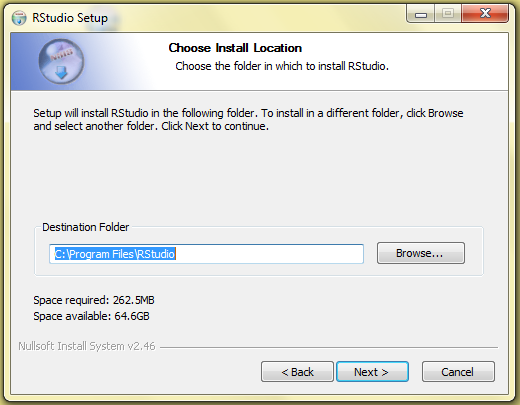 RStudio Setup
Choose Install Location
Choose the folder in which to install RStudio.
Setup will install RStudio in the following folder. To install in a different folder, click Browse
and select another folder. Click Next to continue.
Destination Folder
C:\Program Files\RStudio
Browse...
Space required: 262.5MB
Space available: 64.6GB
Nullsoft Install System v2.46
< Back
Next >
Cancel